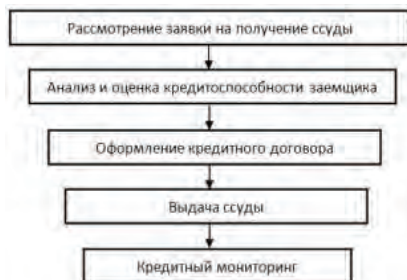 Рассмотрение заявки на получение ссуды
Анализ и оценка кредитоспособности заемщика
Оформление кредитного договора
Выдача ссуды
Кредитный мониторинг